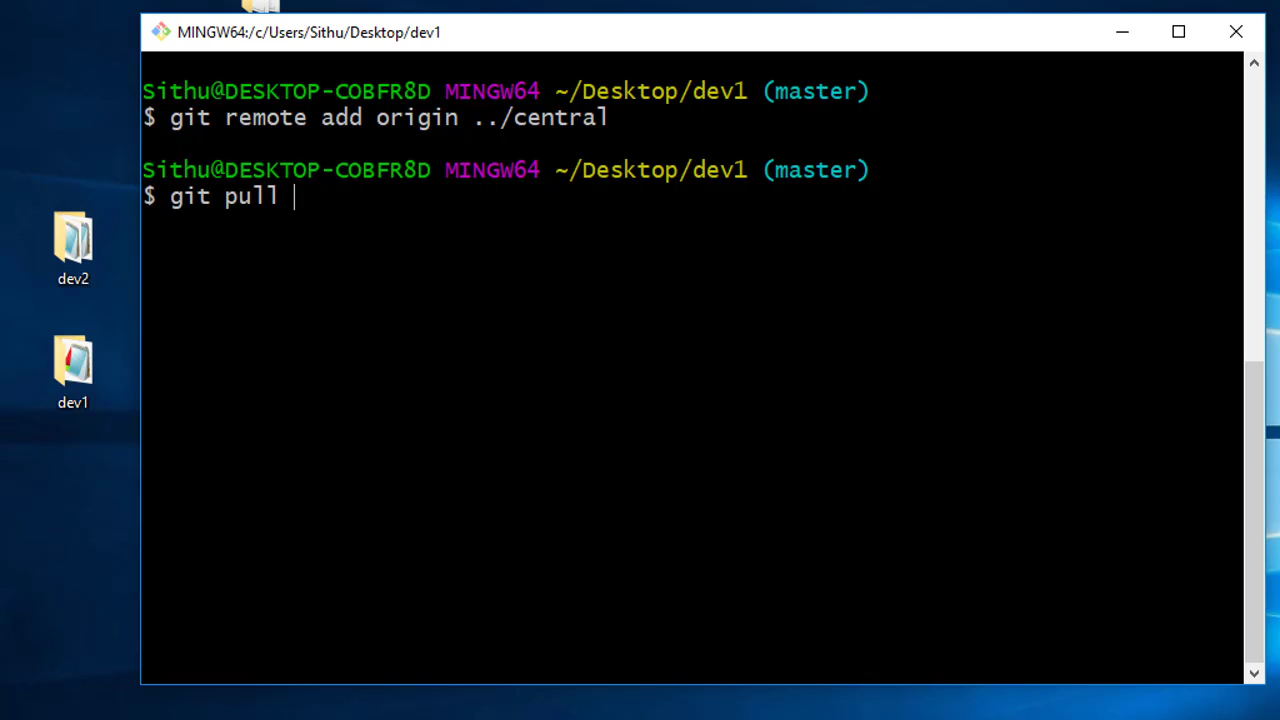 MINGW64:/c/Users/Sithu/Desktop/dev1
Sithu@DESKTOP-COBFR8D MINGW64 ~/Desktop/dev1 (master)
$ git remote add origin ../central
Sithu@DESKTOP-COBFR8D MINGW64 ~/Desktop/dev1 (master)
$ git pull
dev2
dev1